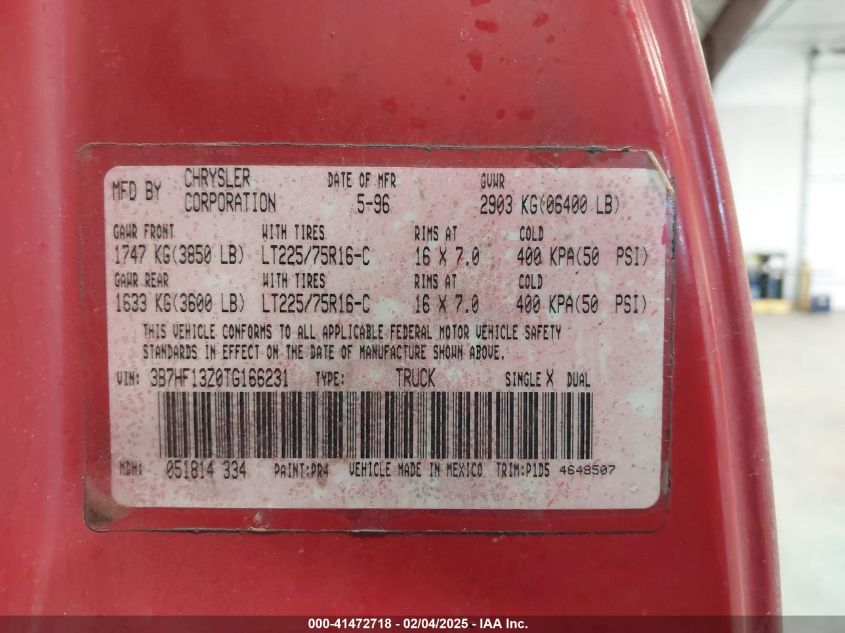 MFD BY CHRYSLER CORPORATION DATE OF MFR 5-96 GVWR 2903 KG(06400 LB)
GAWR FRONT WITH TIRES RIMS AT COLD
1747 KG(3850 LB) LT225/75R16-C 16 X 7.0 400 KPA(50 PSI)
GAWR REAR WITH TIRES RIMS AT COLD
1633 KG(3600 LB) LT225/75R16-C 16 X 7.0 400 KPA(50 PSI)
THIS VEHICLE CONFORMS TO ALL APPLICABLE FEDERAL MOTOR VEHICLE SAFETY
STANDARDS IN EFFECT ON THE DATE OF MANUFACTURE SHOWN ABOVE.
VIN: 3B7HF13Z0TG166231 TYPE: TRUCK SINGLE X DUAL
MDH: 051814 334 PAINT:PR4 VEHICLE MADE IN MEXICO TRIM:P1D5 4648507
000-41472718 - 02/04/2025 - IAA Inc.